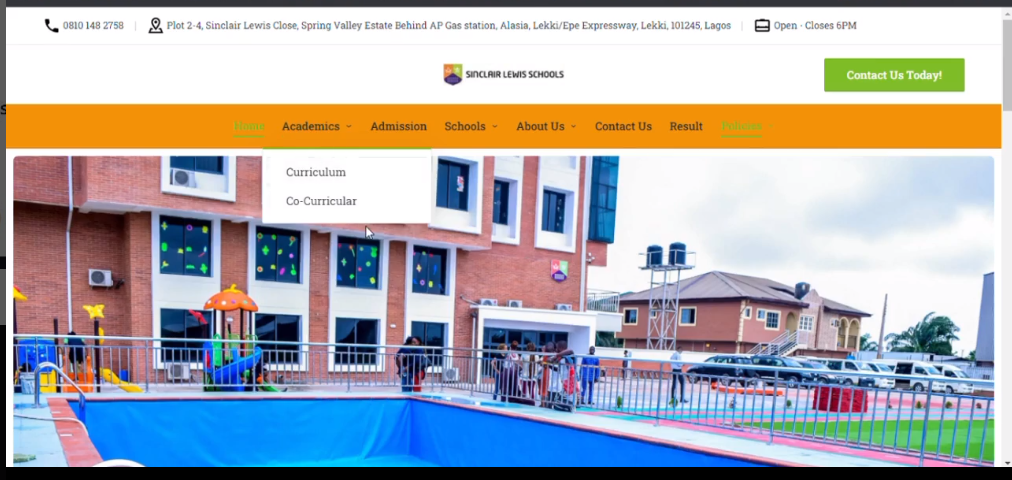 0810 148 2758 | Plot 2-4, Sinclair Lewis Close, Spring Valley Estate Behind AP Gas station, Alasia, Lekki/Epe Expressway, Lekki, 101245, Lagos | Open - Closes 6PM
SINCLAIR LEWIS SCHOOLS
Contact Us Today!
Home Academics Admission Schools About Us Contact Us Result Policies
Curriculum
Co-Curricular